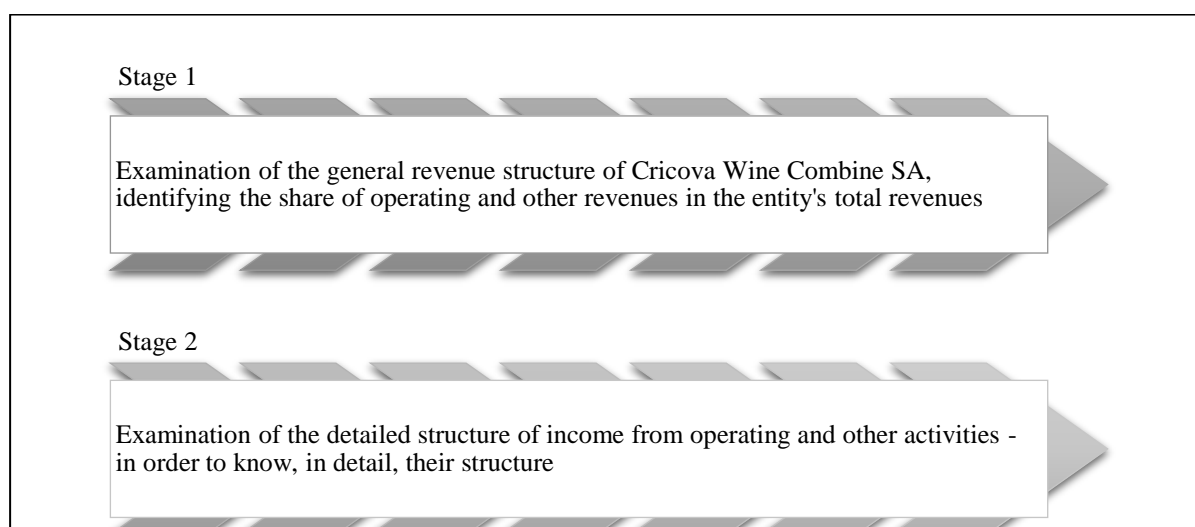 Stage 1
Examination of the general revenue structure of Cricova Wine Combine SA,
identifying the share of operating and other revenues in the entity's total revenues
Stage 2
Examination of the detailed structure of income from operating and other activities -
in order to know, in detail, their structure